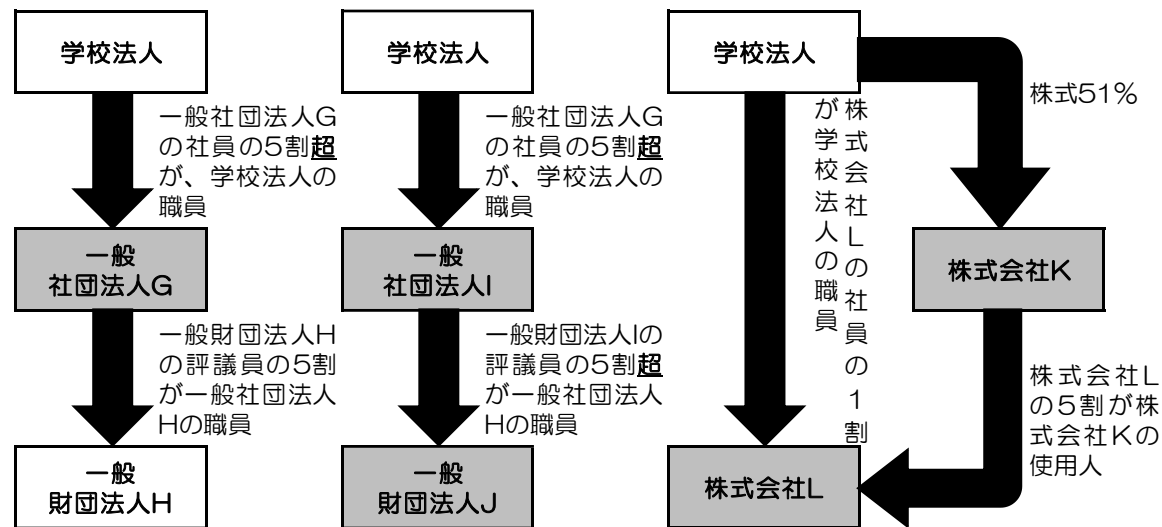 学校法人
一般社団法人G
の社員の5割超
が、学校法人の
職員
一般
社団法人G
一般財団法人H
の評議員の5割
が一般社団法人
Hの職員
一般
財団法人H
学校法人
一般社団法人G
の社員の5割超
が、学校法人の
職員
一般
社団法人I
一般財団法人Iの
評議員の5割超
が一般社団法人
Hの職員
一般
財団法人J
学校法人
株式会社Lの社員の1割
が学校法人の職員
株式51%
株式会社K
株式会社L
の5割が株
式会社Kの
使用人
株式会社L